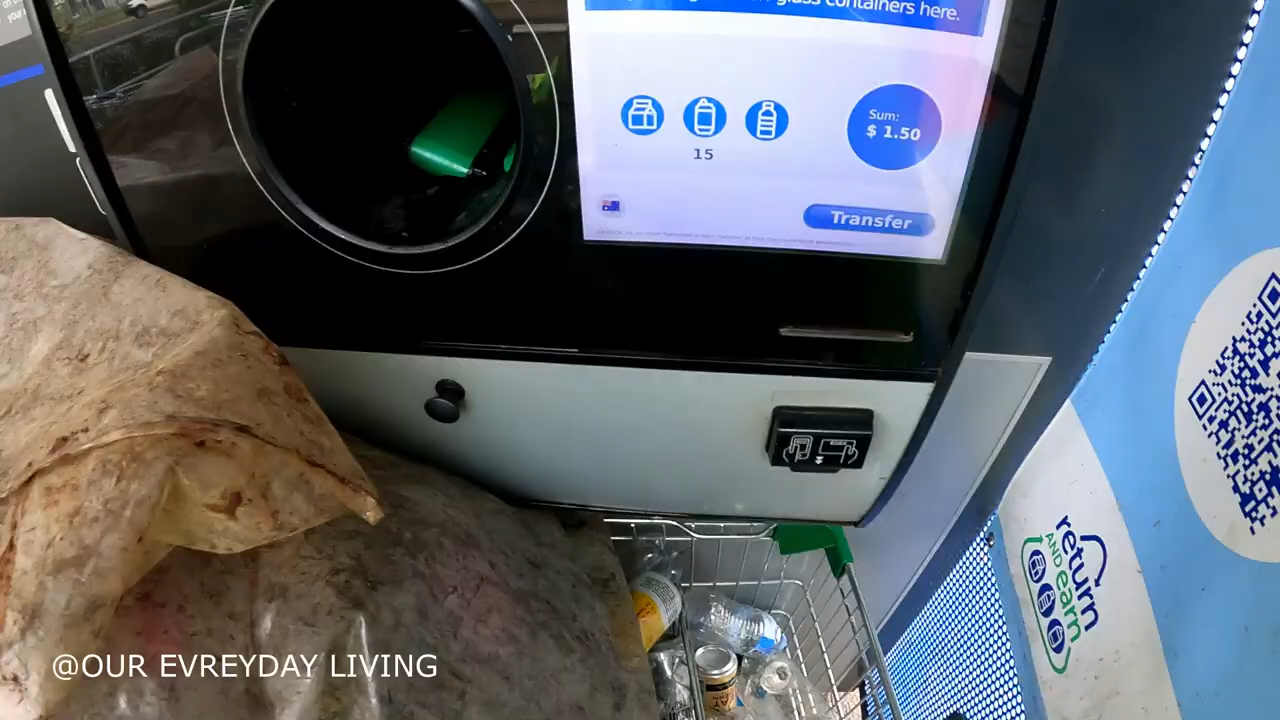 glass containers here.
Sum:
$ 1.50
15
Transfer
return
AND earn
@OUR EVREYDAY LIVING